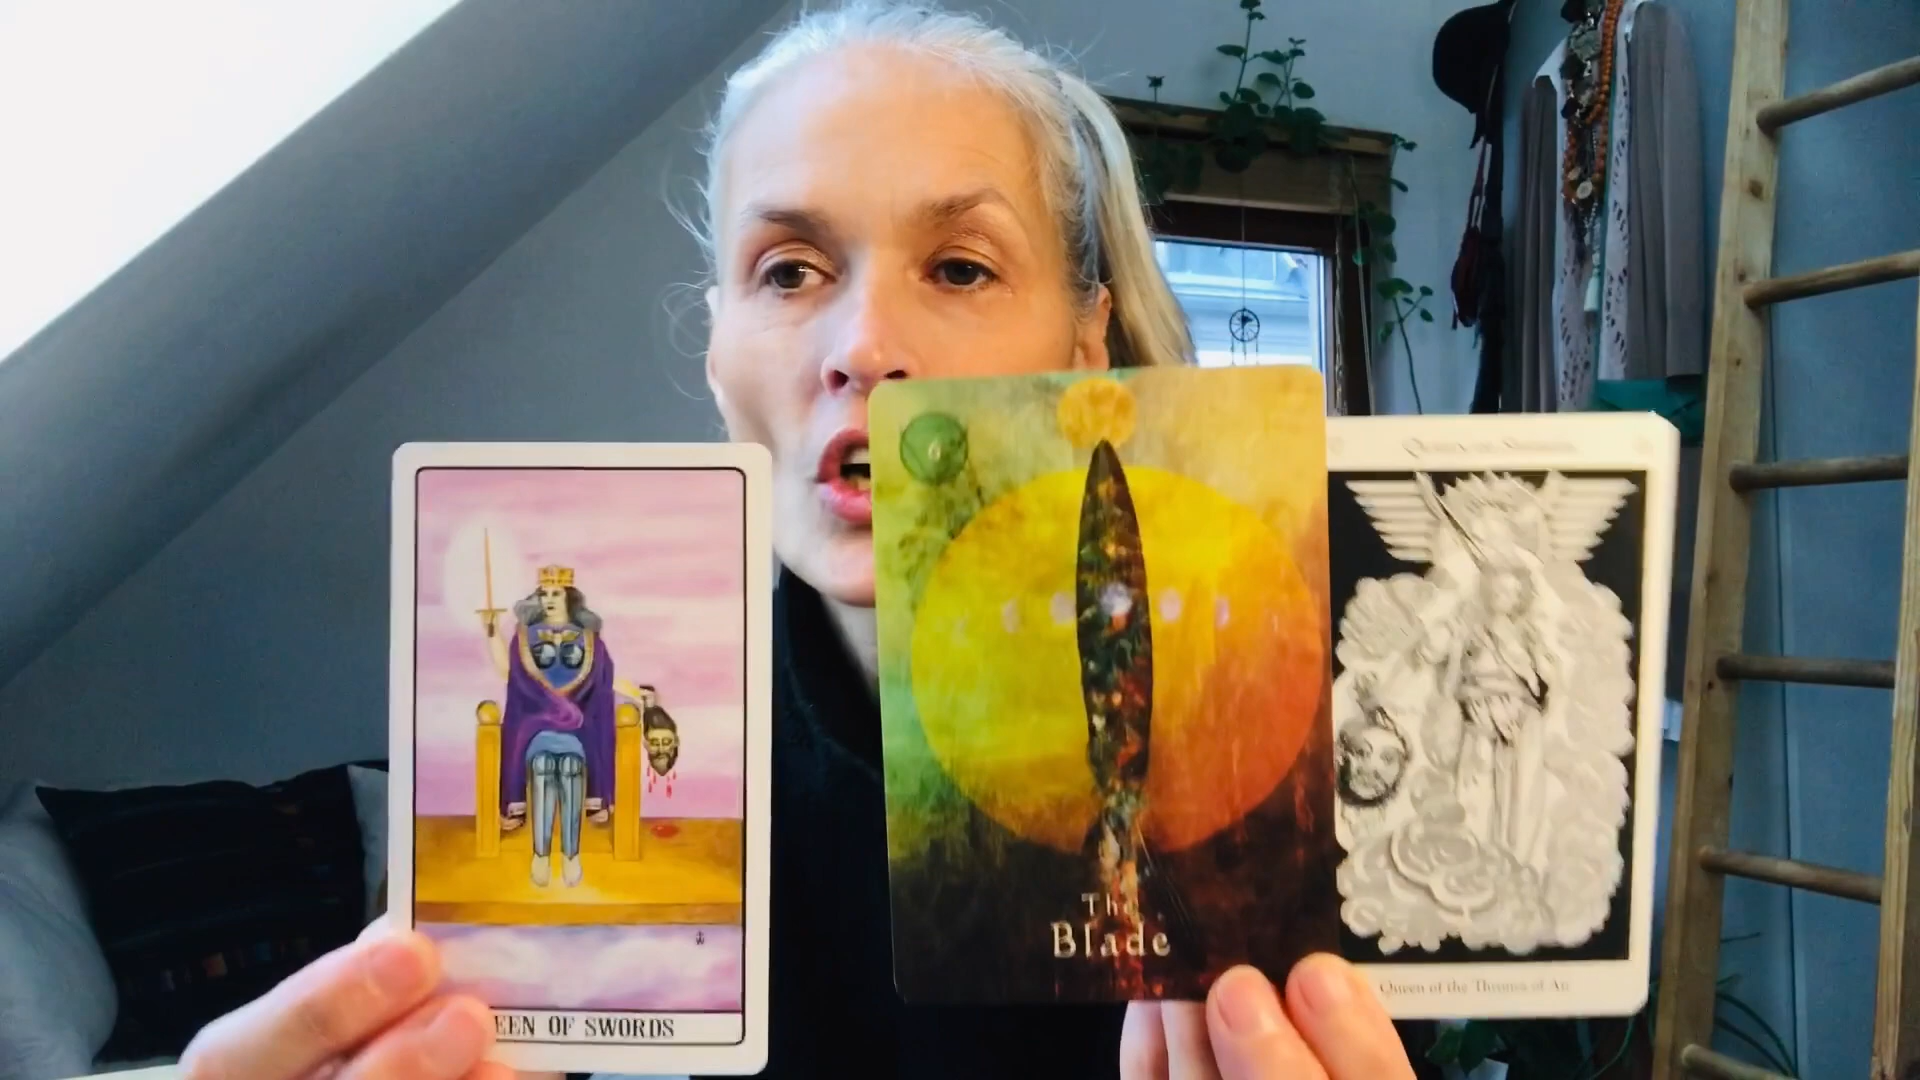 EEN OF SWORDS
The
Blade
Queen of the Thrones of Air